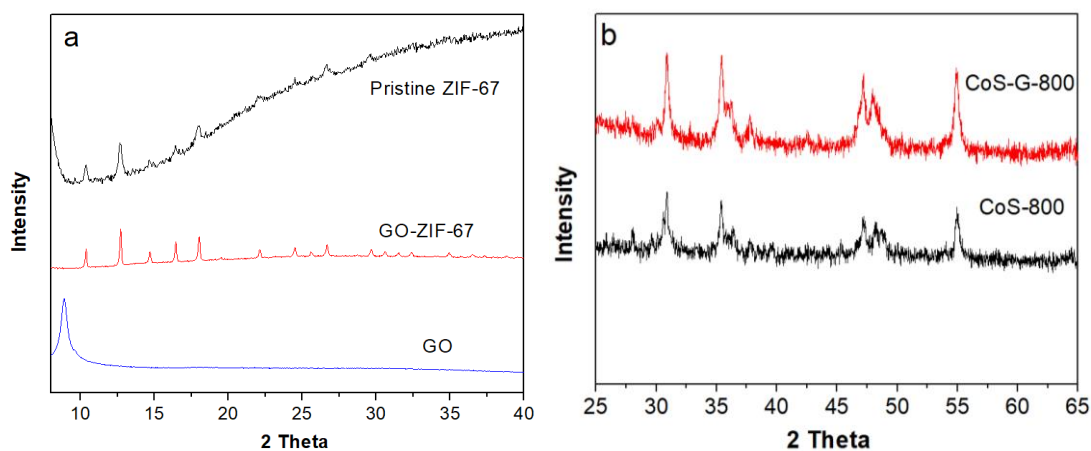 a
Pristine ZIF-67
GO-ZIF-67
GO
Intensity
10 15 20 25 30 35 40
2 Theta
b
CoS-G-800
CoS-800
Intensity
25 30 35 40 45 50 55 60 65
2 Theta